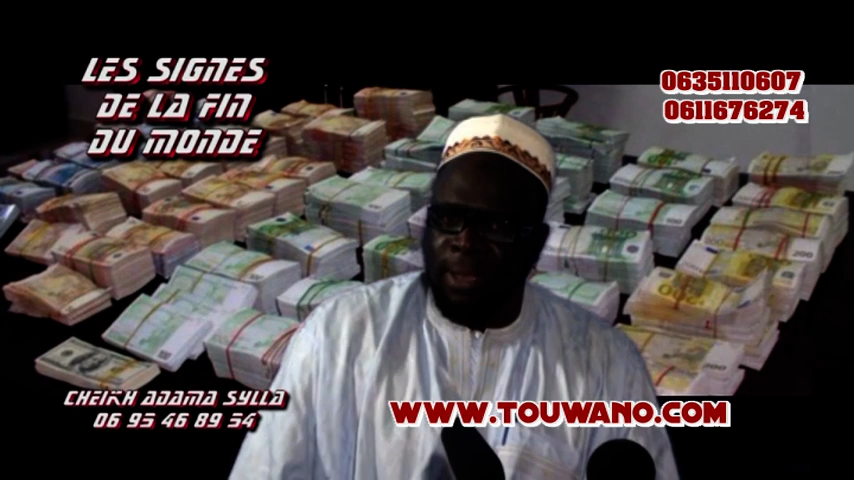 LES SIGNES
DE LA FIN
DU MONDE
0635110607
0611676274
CHEIKH ADAMA SYLLA
06 95 46 89 54
WWW.TOUWANO.COM